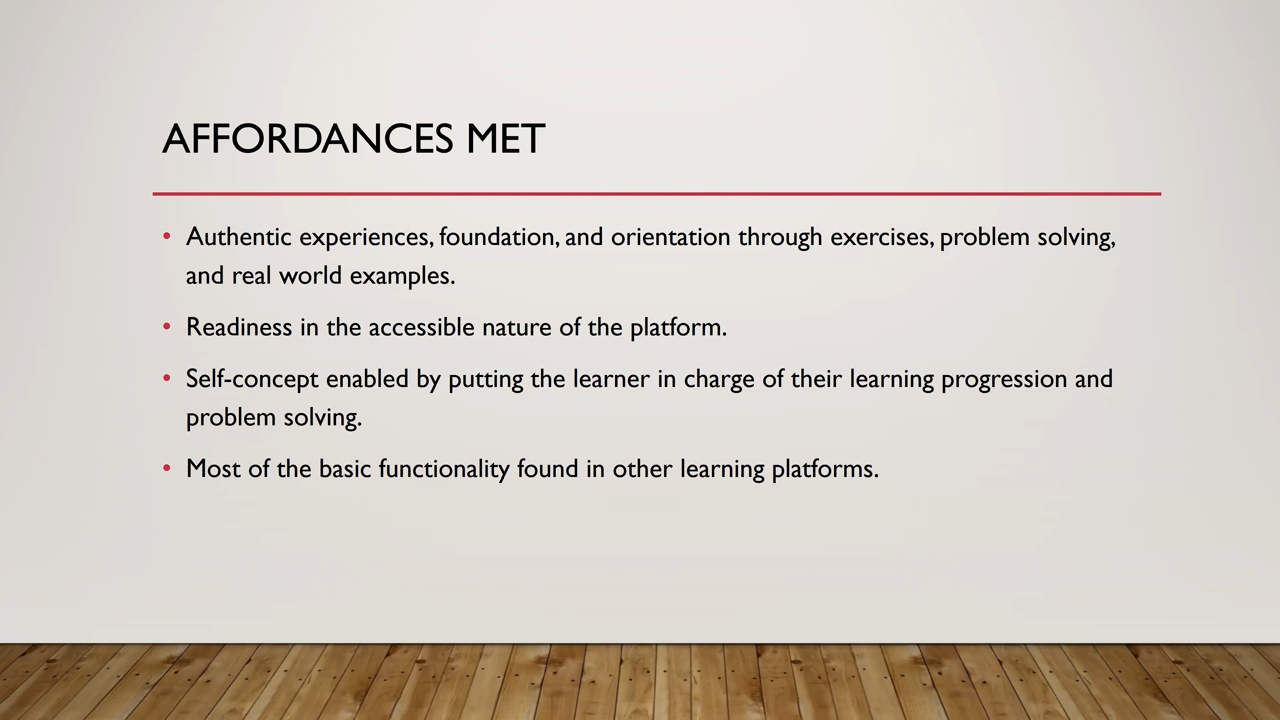 AFFORDANCES MET
• Authentic experiences, foundation, and orientation through exercises, problem solving,
and real world examples.
• Readiness in the accessible nature of the platform.
• Self-concept enabled by putting the learner in charge of their learning progression and
problem solving.
• Most of the basic functionality found in other learning platforms.